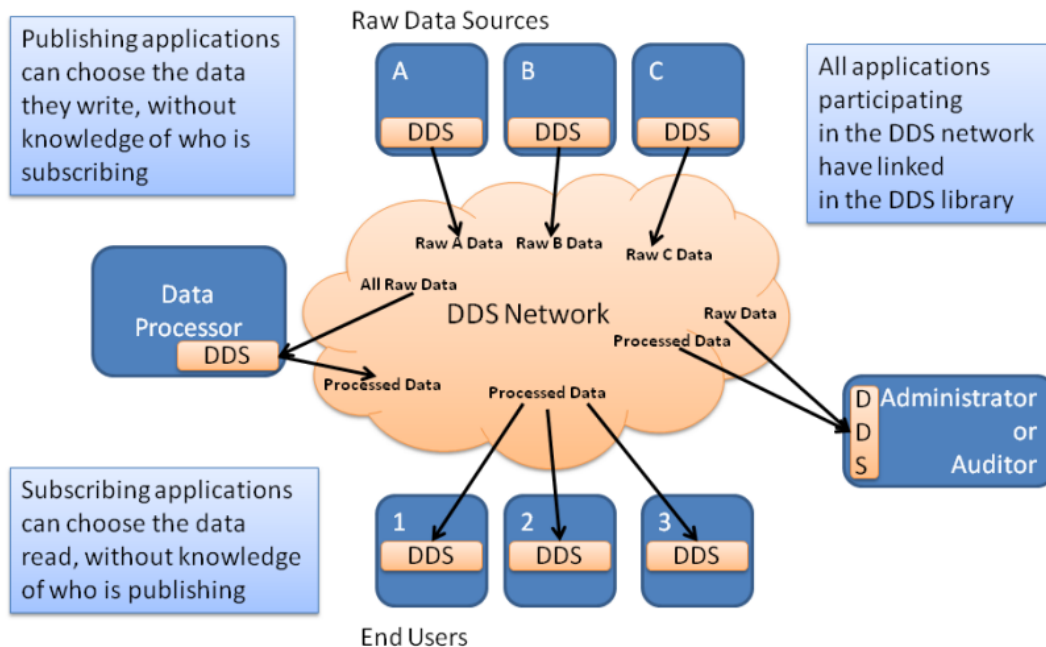 Raw Data Sources
Publishing applications
can choose the data
they write, without
knowledge of who is
subscribing
A
DDS
B
DDS
C
DDS
All applications
participating
in the DDS network
have linked
in the DDS library
Raw A Data
Raw B Data
Raw C Data
All Raw Data
DDS Network
Raw Data
Processed Data
Data
Processor
DDS
Processed Data
Processed Data
D
D
S
Administrator
or
Auditor
Subscribing applications
can choose the data
read, without knowledge
of who is publishing
1
DDS
2
DDS
3
DDS
End Users